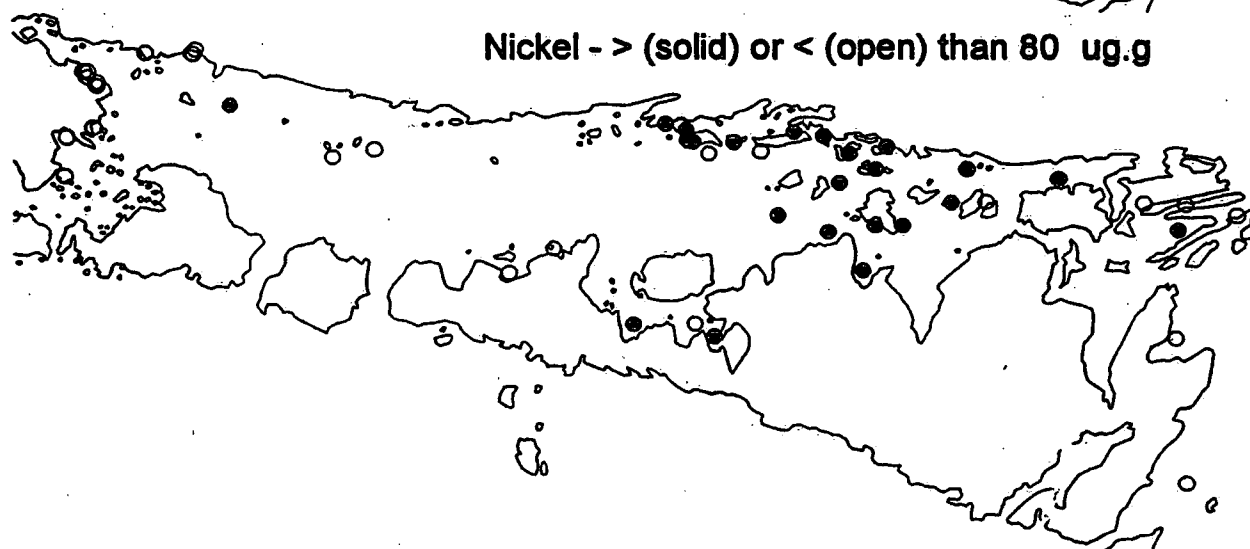 Nickel - > (solid) or < (open) than 80 ug.g